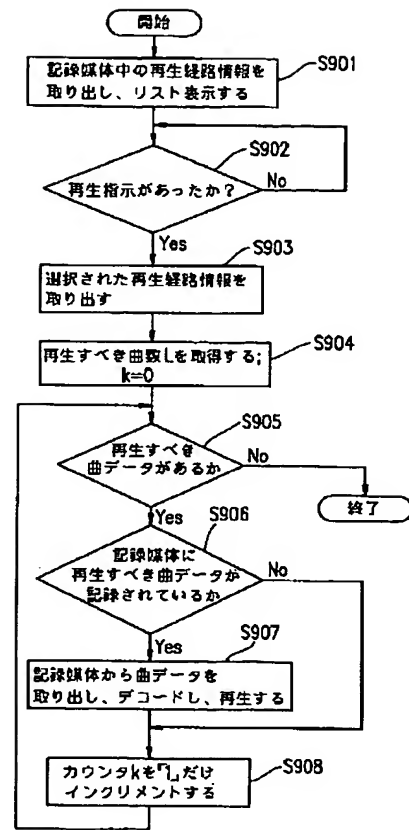 開始
S901
記録媒体中の再生経路情報を
取り出し、リスト表示する
S902
再生指示があったか?
No
Yes
S903
選択された再生経路情報を
取り出す
S904
再生すべき曲数Lを取得する;
k=0
S905
再生すべき
曲データがあるか
No
終了
Yes
S906
記録媒体に
再生すべき曲データが
記録されているか
No
Yes
S907
記録媒体から曲データを
取り出し、デコードし、再生する
S908
カウンタkを「1」だけ
インクリメントする